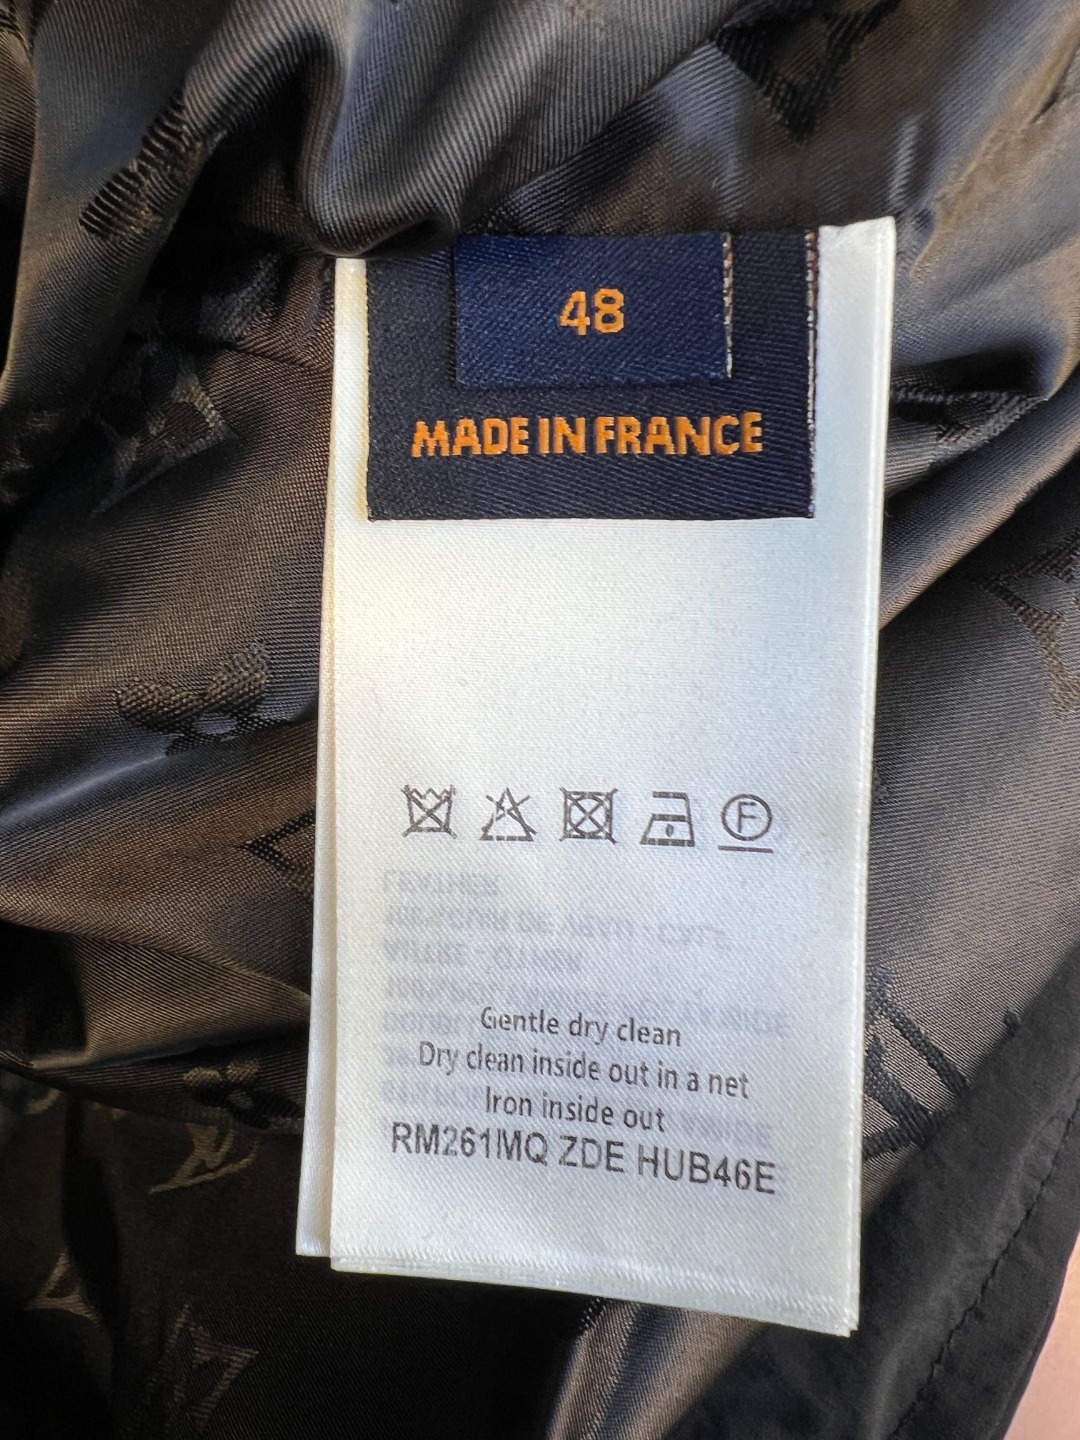 48
MADE IN FRANCE
F
Gentle dry clean
Dry clean inside out in a net
Iron inside out
RM261MQ ZDE HUB46E